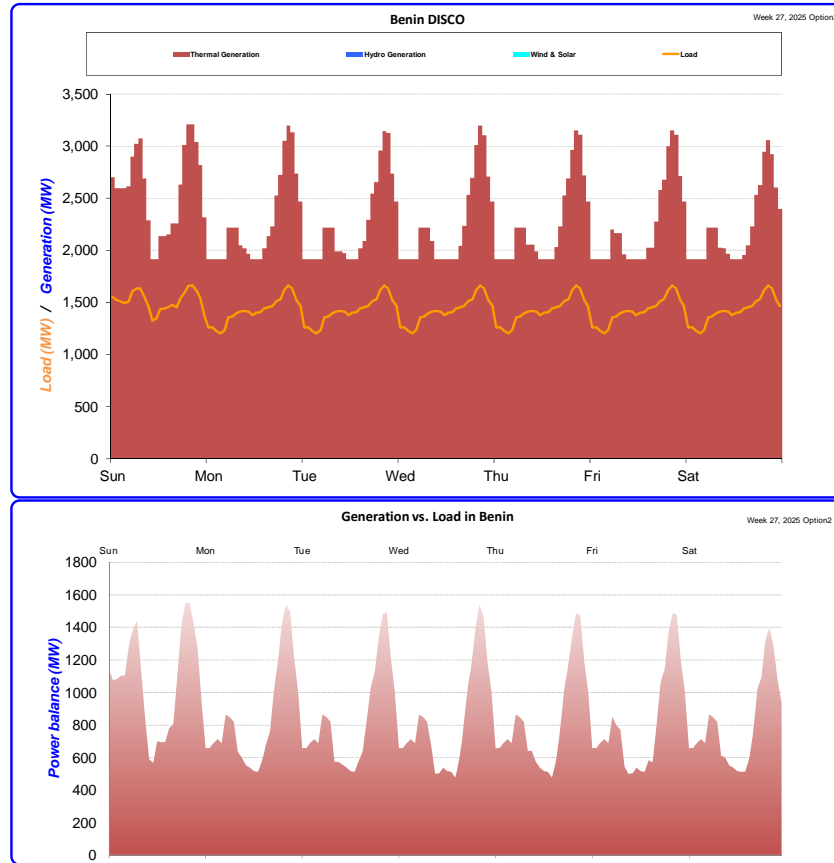 Benin DISCO
Week 27, 2025 Option2
Thermal Generation Hydro Generation Wind & Solar Load
3,500
3,000
2,500
2,000
1,500
1,000
500
0
Load (MW) / Generation (MW)
Sun Mon Tue Wed Thu Fri Sat
Generation vs. Load in Benin
Week 27, 2025 Option2
Sun Mon Tue Wed Thu Fri Sat
1800
1600
1400
1200
1000
800
600
400
200
0
Power balance (MW)